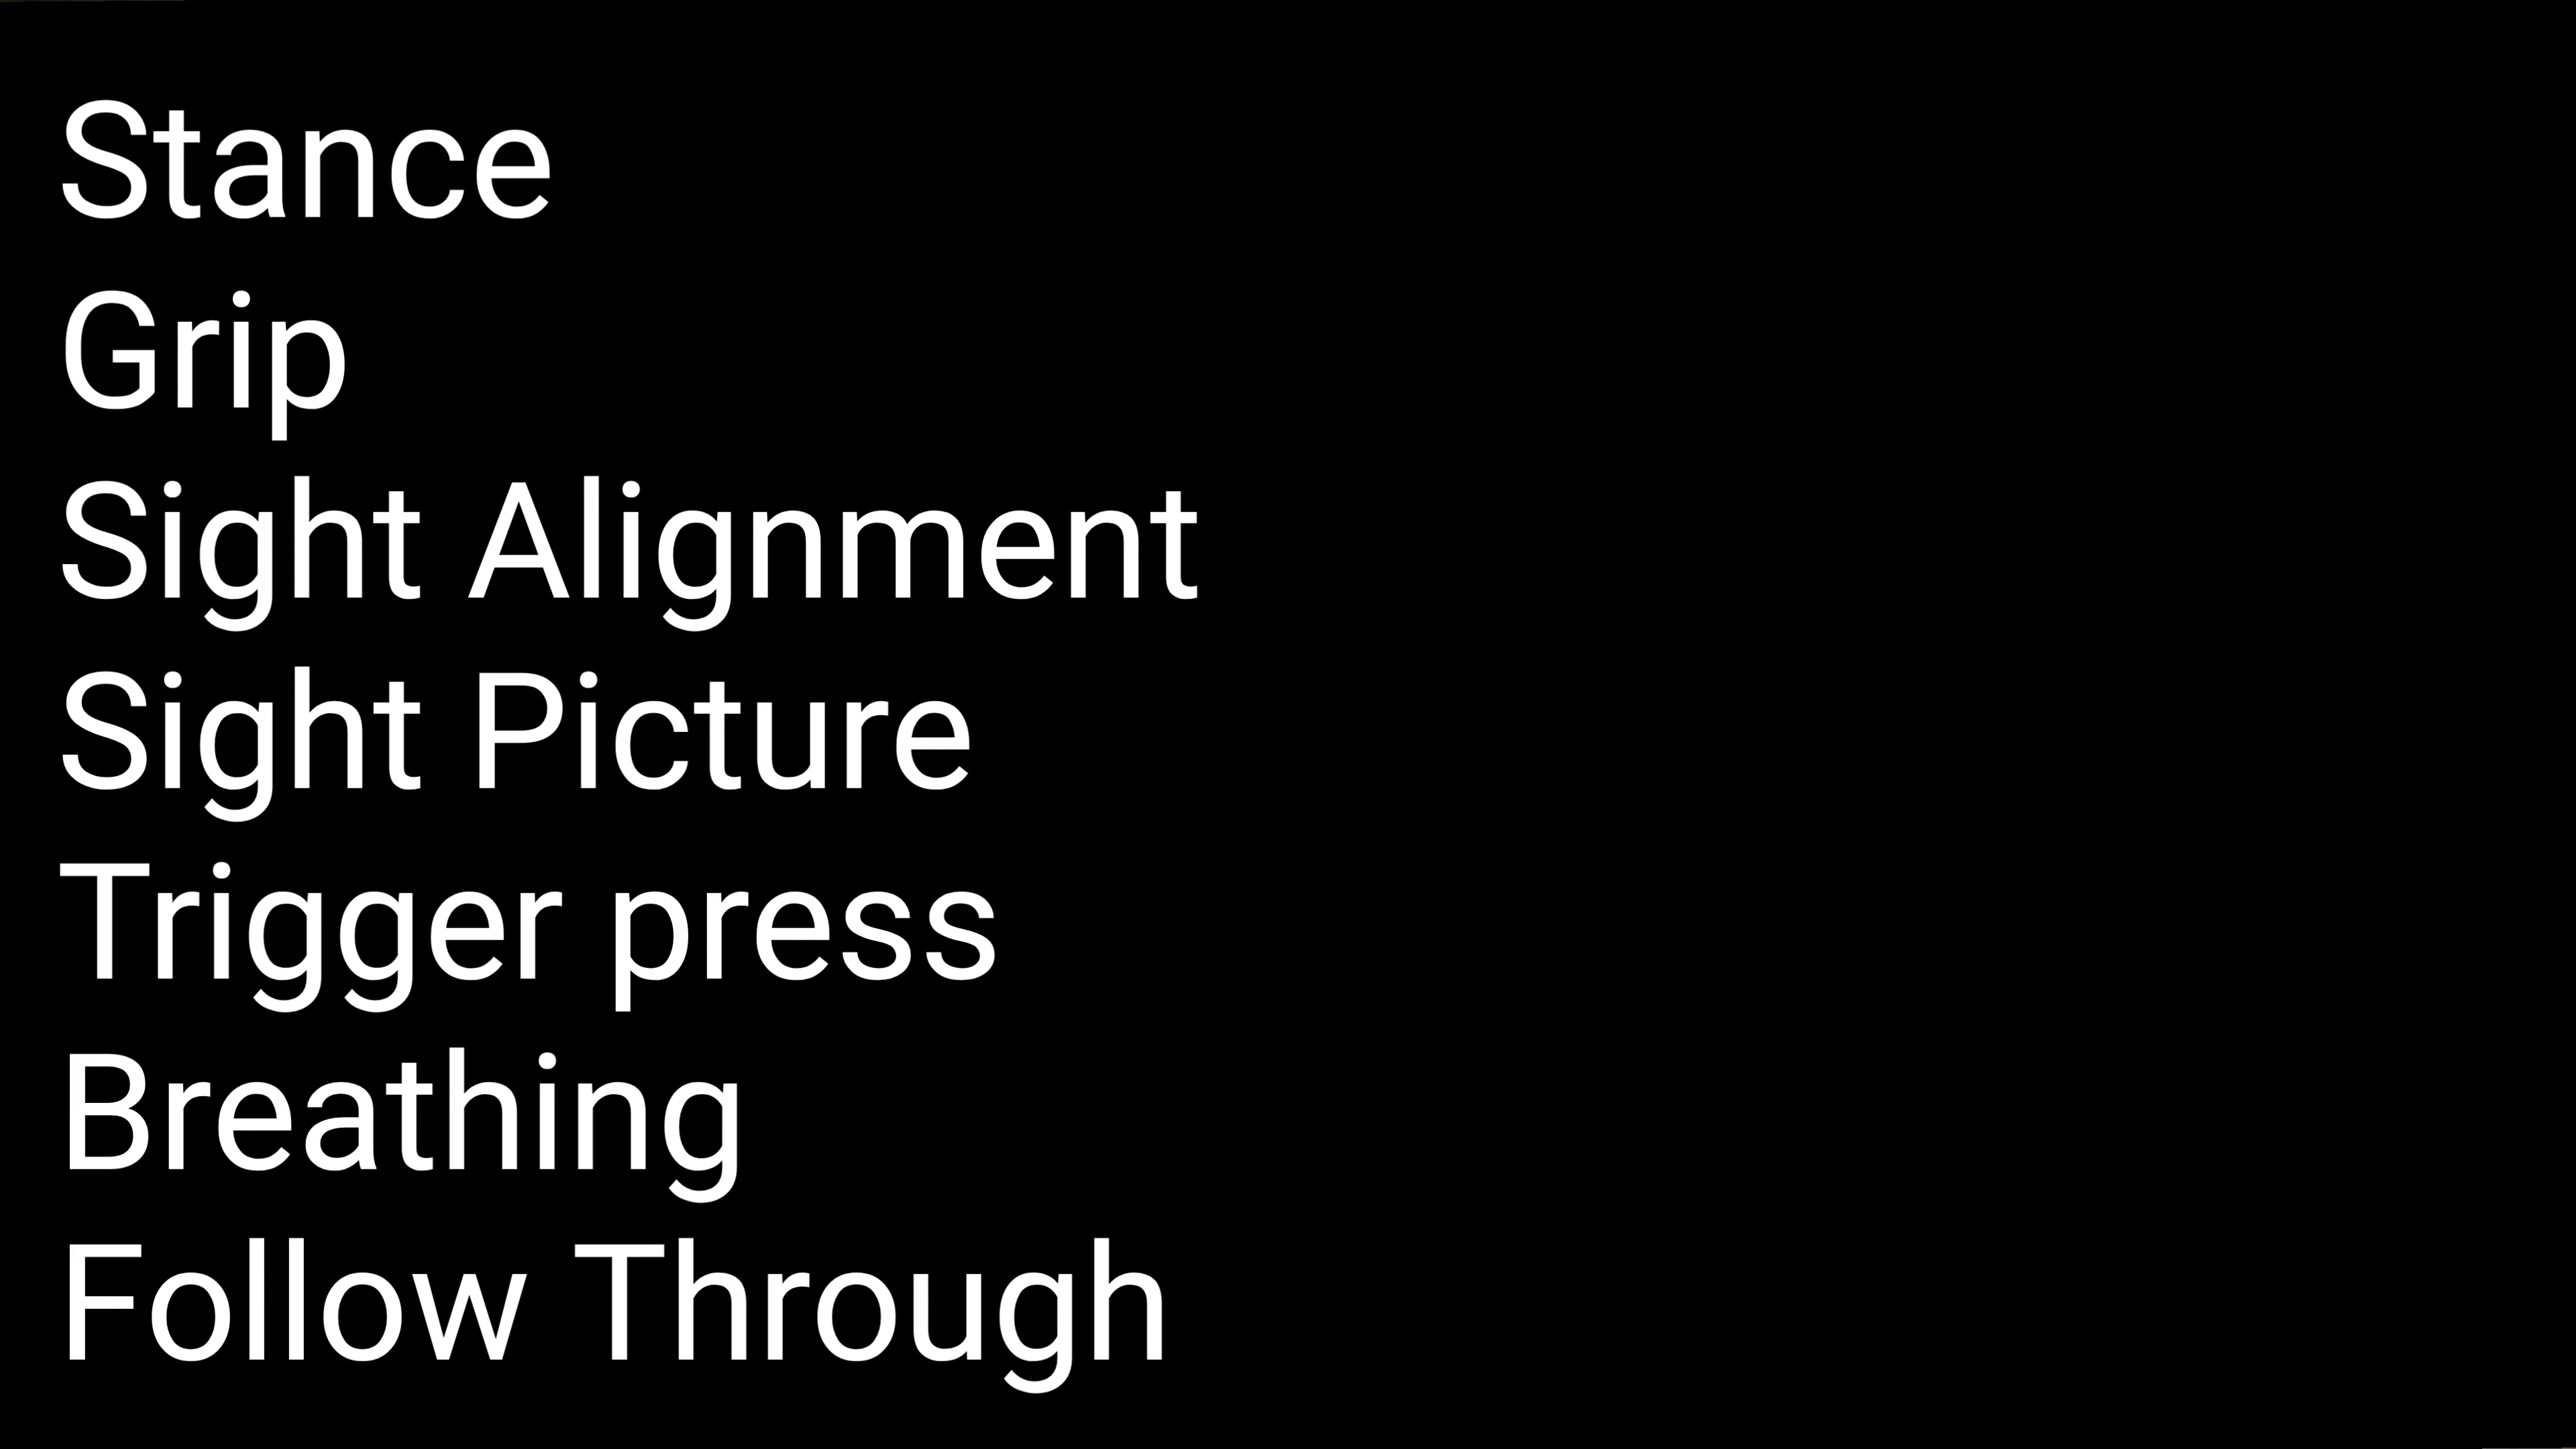 Stance
Grip
Sight Alignment
Sight Picture
Trigger press
Breathing
Follow Through